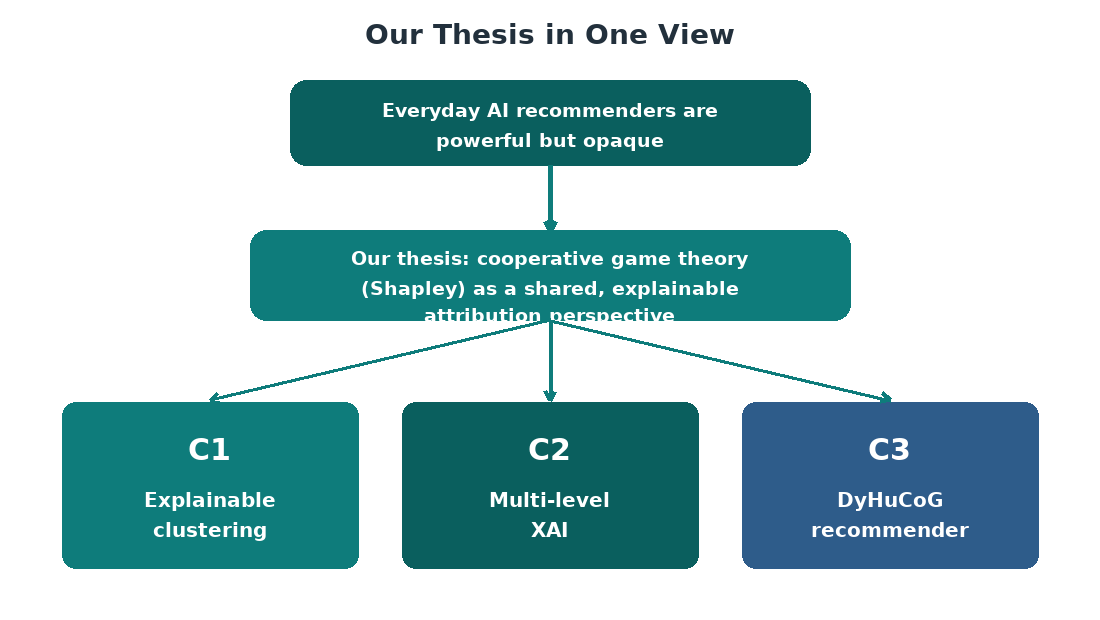 Our Thesis in One View
Everyday AI recommenders are
powerful but opaque
Our thesis: cooperative game theory
(Shapley) as a shared, explainable
attribution perspective
C1
Explainable
clustering
C2
Multi-level
XAI
C3
DyHuCoG
recommender